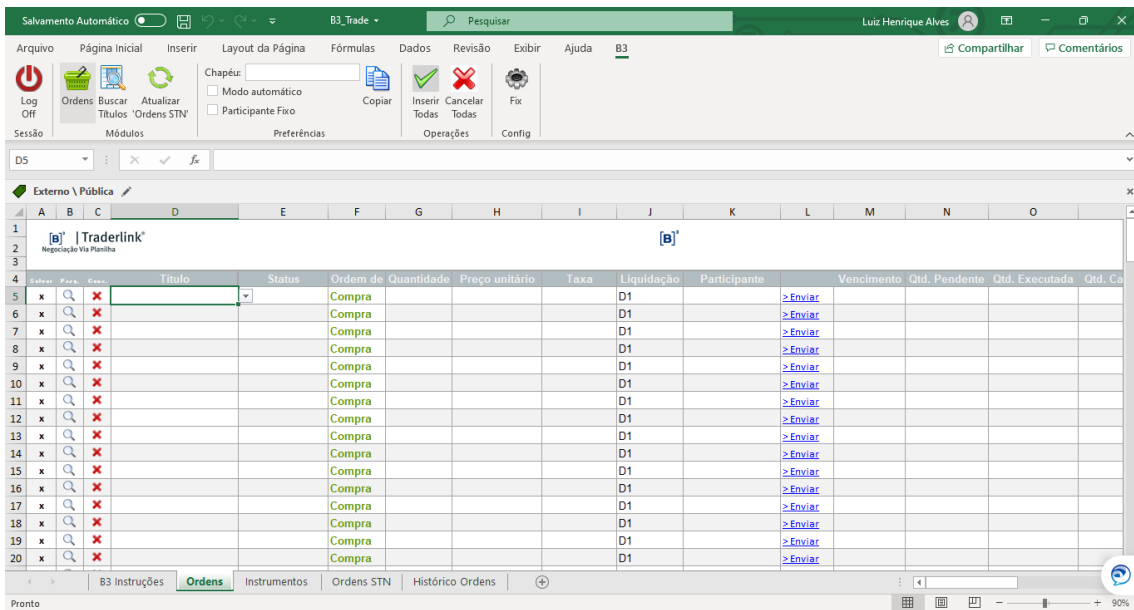 Salvamento Automático B3_Trade Pesquisar Luiz Henrique Alves
Arquivo Página Inicial Inserir Layout da Página Fórmulas Dados Revisão Exibir Ajuda B3 Compartilhar Comentários
Log Off
Ordens
Buscar Títulos
Atualizar 'Ordens STN'
Chapéu:
Modo automático
Participante Fixo
Copiar
Inserir Todas
Cancelar Todas
Fix
Sessão Módulos Preferências Operações Config
D5 fx
Externo \ Pública
A B C D E F G H I J K L M N O
1
[B]³ | Traderlink® [B]³
2
Negociação Via Planilha
3
4 Título Status Ordem de Quantidade Preço unitário Taxa Liquidação Participante Vencimento Qtd. Pendente Qtd. Executada Qtd. Ca
5 x Compra D1 > Enviar
6 x Compra D1 > Enviar
7 x Compra D1 > Enviar
8 x Compra D1 > Enviar
9 x Compra D1 > Enviar
10 x Compra D1 > Enviar
11 x Compra D1 > Enviar
12 x Compra D1 > Enviar
13 x Compra D1 > Enviar
14 x Compra D1 > Enviar
15 x Compra D1 > Enviar
16 x Compra D1 > Enviar
17 x Compra D1 > Enviar
18 x Compra D1 > Enviar
19 x Compra D1 > Enviar
20 x Compra D1 > Enviar
B3 Instruções Ordens Instrumentos Ordens STN Histórico Ordens
Pronto 90%